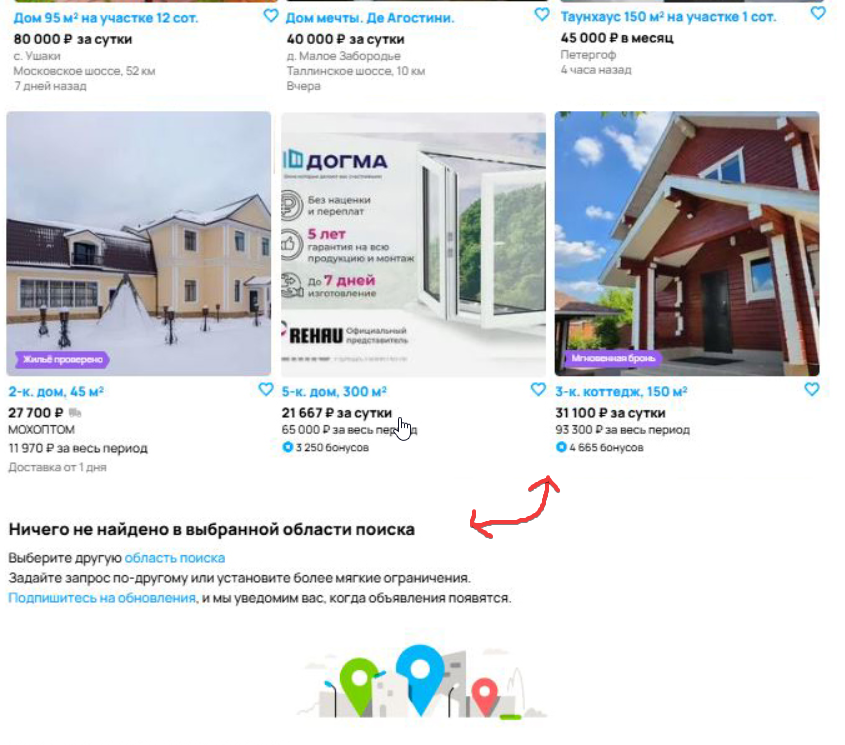 Дом 95 м² на участке 12 сот.
80 000 ₽ за сутки
с. Ушаки
Московское шоссе, 52 км
7 дней назад
Дом мечты. Де Агостини.
40 000 ₽ за сутки
д. Малое Забородье
Таллинское шоссе, 10 км
Вчера
Таунхаус 150 м² на участке 1 сот.
45 000 ₽ в месяц
Петергоф
4 часа назад
Жильё проверено
2-к. дом, 45 м²
27 700 ₽
МОХОПТОМ
11 970 ₽ за весь период
Доставка от 1 дня
ДОГМА
Без наценки
и переплат
5 лет
гарантия на всю
продукцию и монтаж
До 7 дней
изготовление
REHAU
Официальный
представитель
5-к. дом, 300 м²
21 667 ₽ за сутки
65 000 ₽ за весь период
3 250 бонусов
Мгновенная бронь
3-к. коттедж, 150 м²
31 100 ₽ за сутки
93 300 ₽ за весь период
4 665 бонусов
Ничего не найдено в выбранной области поиска
Выберите другую область поиска
Задайте запрос по-другому или установите более мягкие ограничения.
Подпишитесь на обновления, и мы уведомим вас, когда объявления появятся.